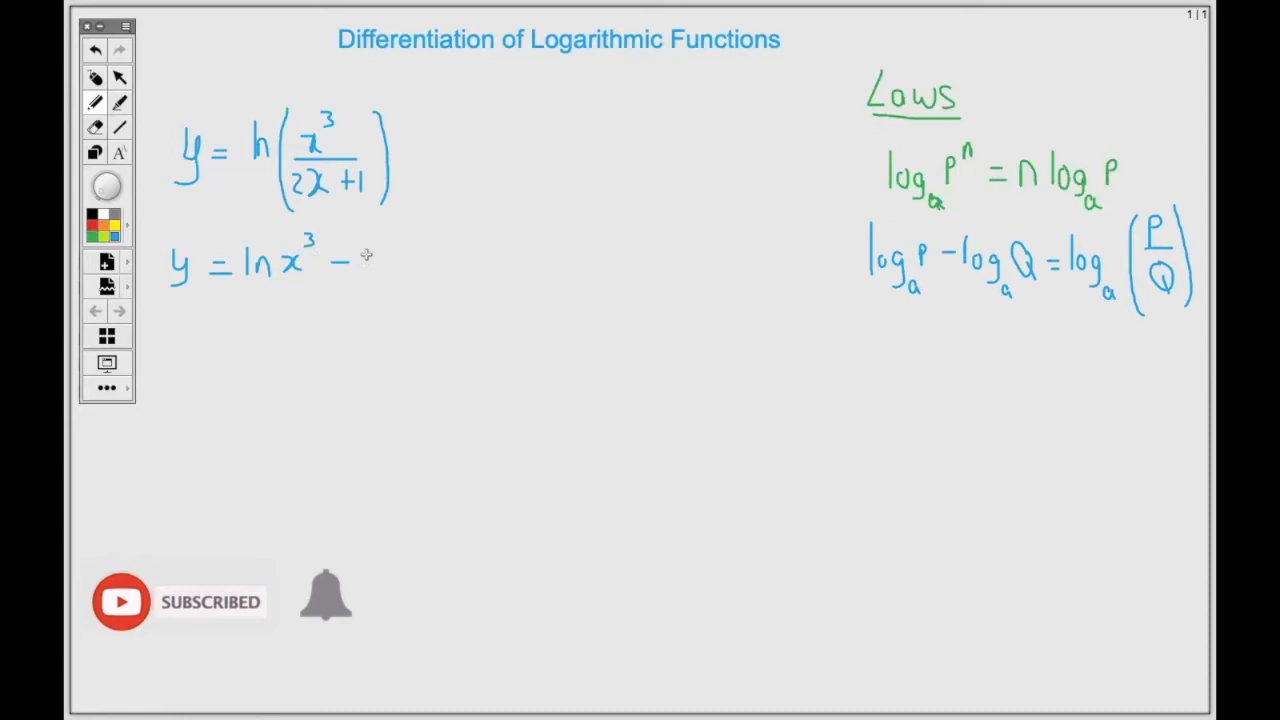 1 | 1
Differentiation of Logarithmic Functions
Laws
y = ln(x³/(2x+1))
logₐ Pⁿ = n logₐ P
y = ln x³ −
logₐ P − logₐ Q = logₐ (P/Q)
SUBSCRIBED